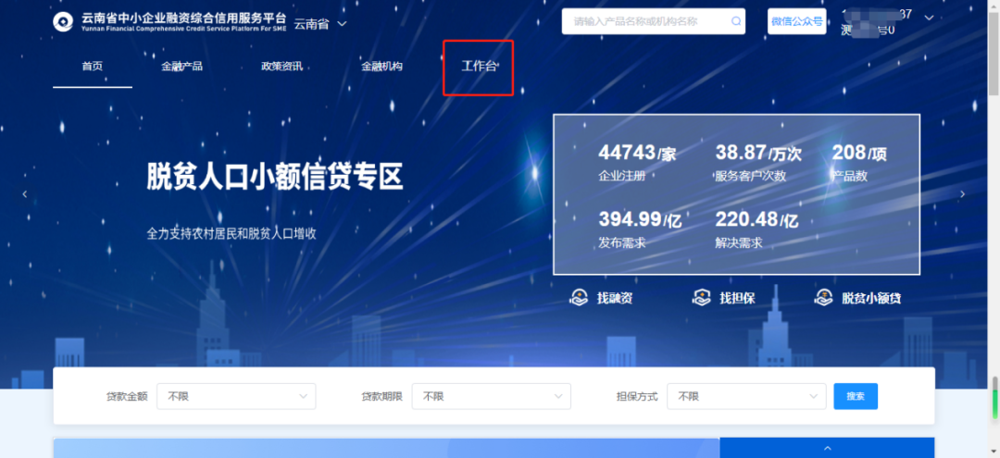 云南省中小企业融资综合信用服务平台
Yunnan Financial Comprehensive Credit Service Platform For SME
云南省
请输入产品名称或机构名称
微信公众号
37
测
号0
首页
金融产品
政策资讯
金融机构
工作台
脱贫人口小额信贷专区
全力支持农村居民和脱贫人口增收
44743/家
38.87/万次
208/项
企业注册
服务客户次数
产品数
394.99/亿
220.48/亿
发布需求
解决需求
找融资
找担保
脱贫小额贷
贷款金额
不限
贷款期限
不限
担保方式
不限
搜索